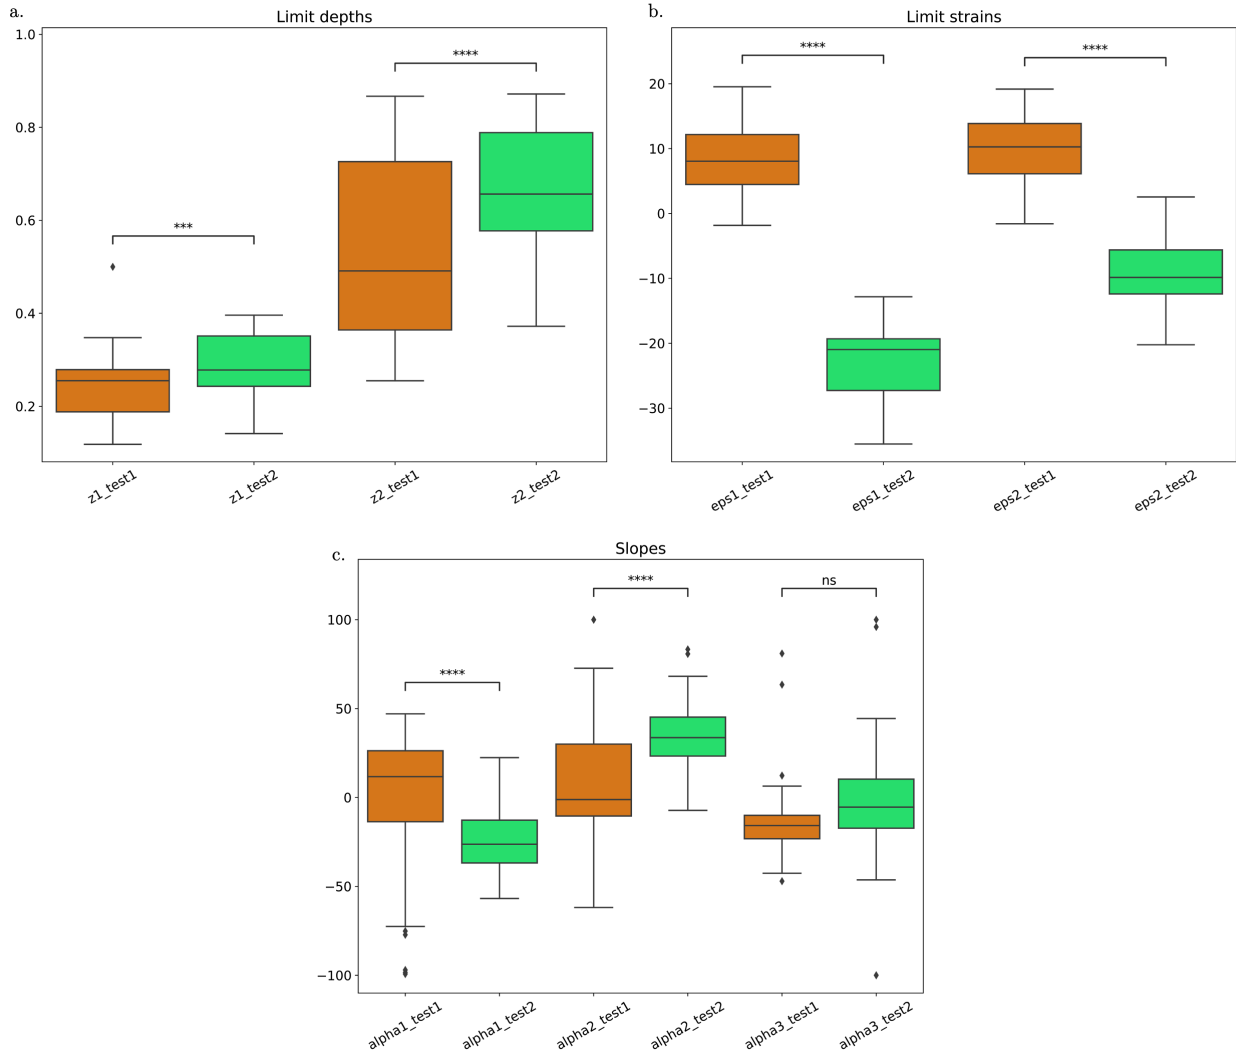 a.
Limit depths
1.0
0.8
0.6
0.4
0.2
***
****
z1_test1
z1_test2
z2_test1
z2_test2
b.
Limit strains
20
10
0
−10
−20
−30
****
****
eps1_test1
eps1_test2
eps2_test1
eps2_test2
c.
Slopes
100
50
0
−50
−100
****
****
ns
alpha1_test1
alpha1_test2
alpha2_test1
alpha2_test2
alpha3_test1
alpha3_test2